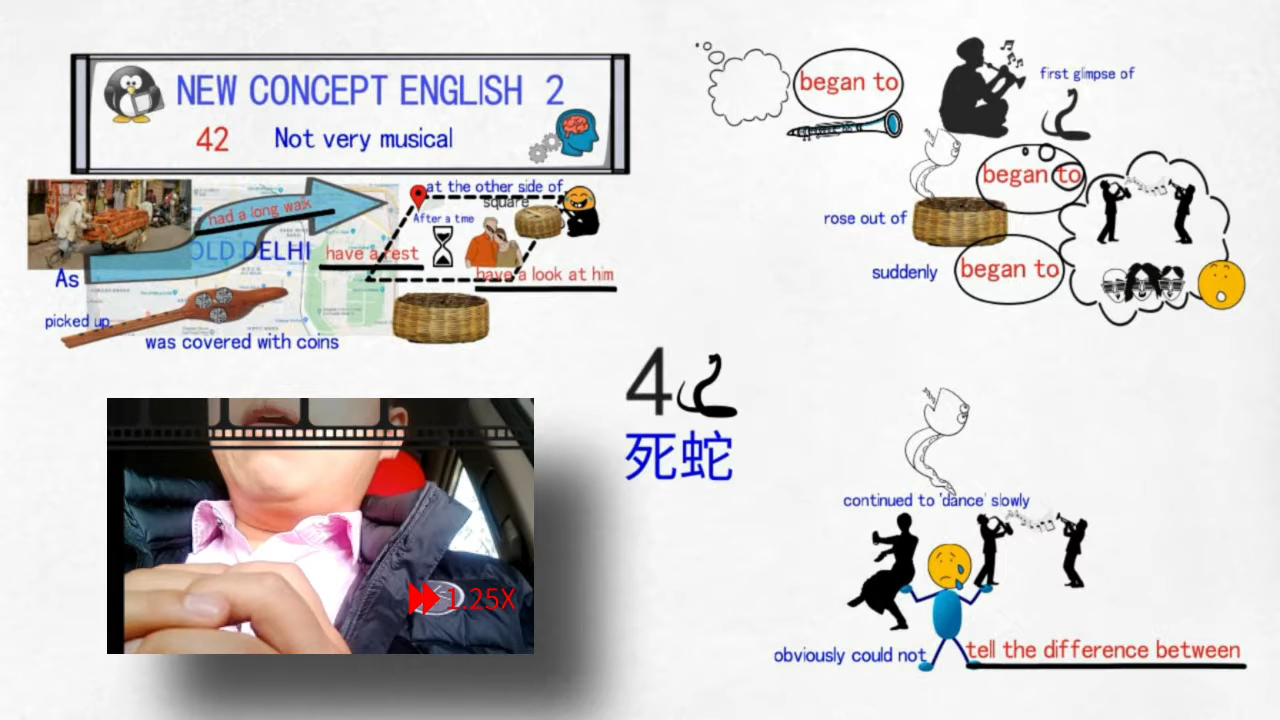 NEW CONCEPT ENGLISH 2
42 Not very musical
had a long walk
OLD DELHI
As
at the other side of
square
After a tme
have a rest
have a look at him
picked up
was covered with coins
began to
first glimpse of
began to
rose out of
suddenly
began to
4
死蛇
1.25X
continued to 'dance' slowly
obviously could not
tell the difference between